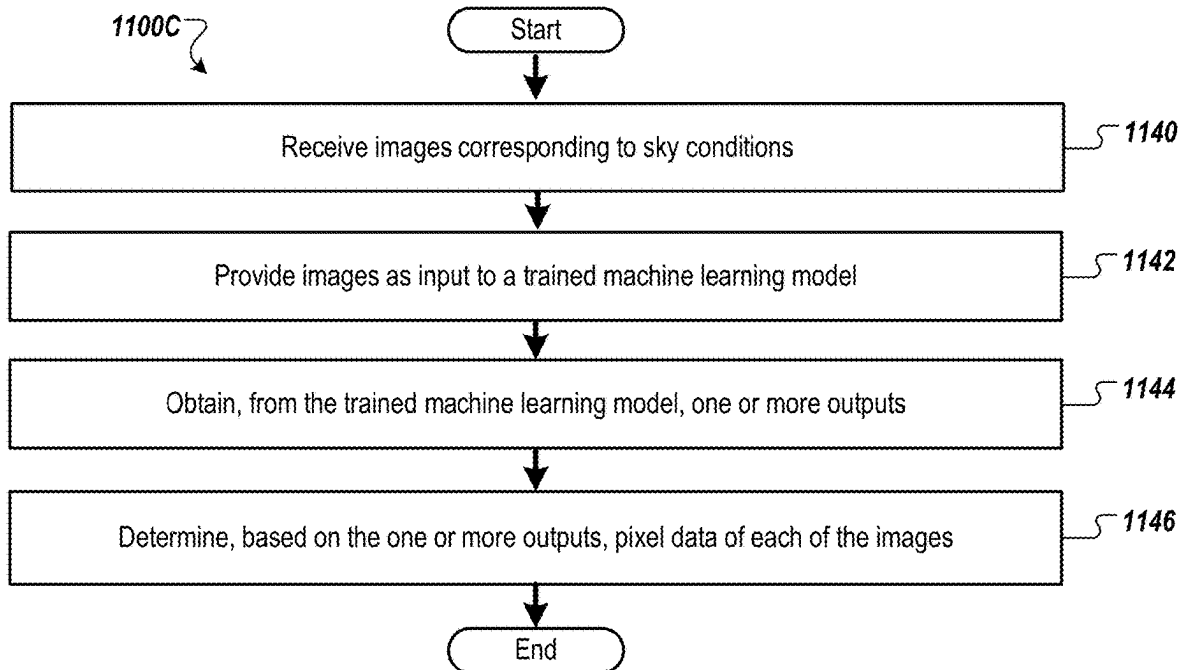 1100C
Start
Receive images corresponding to sky conditions
1140
Provide images as input to a trained machine learning model
1142
Obtain, from the trained machine learning model, one or more outputs
1144
Determine, based on the one or more outputs, pixel data of each of the images
1146
End